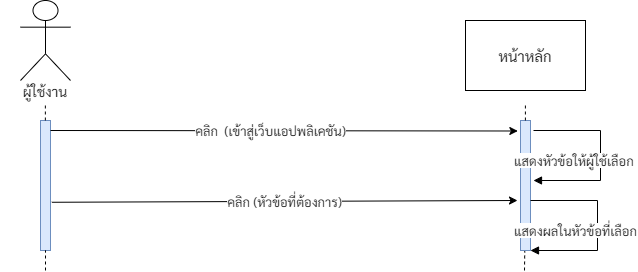 ผู้ใช้งาน
หน้าหลัก
คลิก (เข้าสู่เว็บแอปพลิเคชัน)
แสดงหัวข้อให้ผู้ใช้เลือก
คลิก (หัวข้อที่ต้องการ)
แสดงผลในหัวข้อที่เลือก